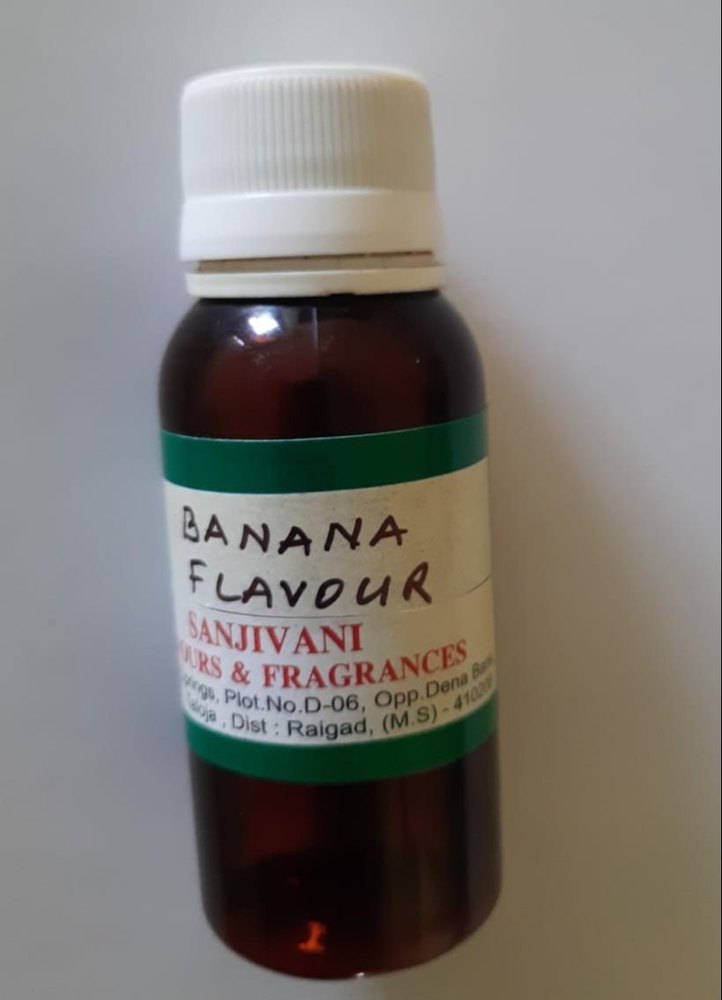 BANANA
FLAVOUR
SANJIVANI
OURS & FRAGRANCES
Plot.No.D-06, Opp.Dena
Taloja , Dist : Raigad, (M.S) -